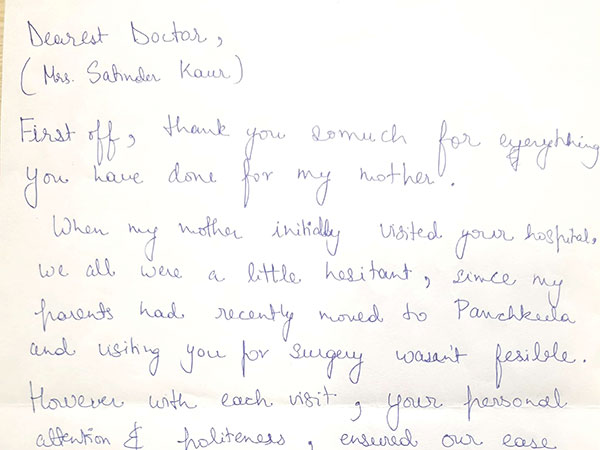 Dearest Doctor,
(Mrs. Satinder Kaur)
First off, thank you somuch for everything
you have done for my mother.
When my mother initially visited your hospital,
we all were a little hesitant, since my
parents had recently moved to Panchkula
and visiting you for surgery wasn't fesible.
However with each visit, your personal
attention & politeness, ensured our ease